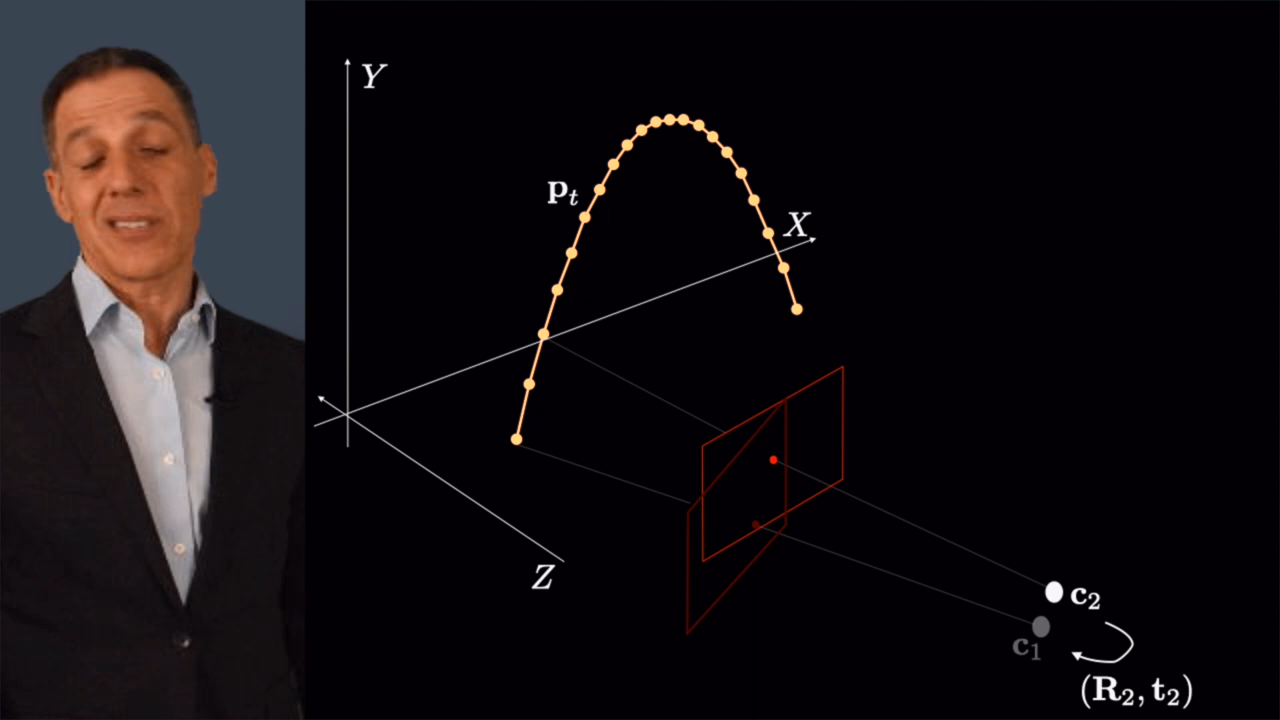 Y
p_t
X
Z
c_2
c_1
(R_2, t_2)